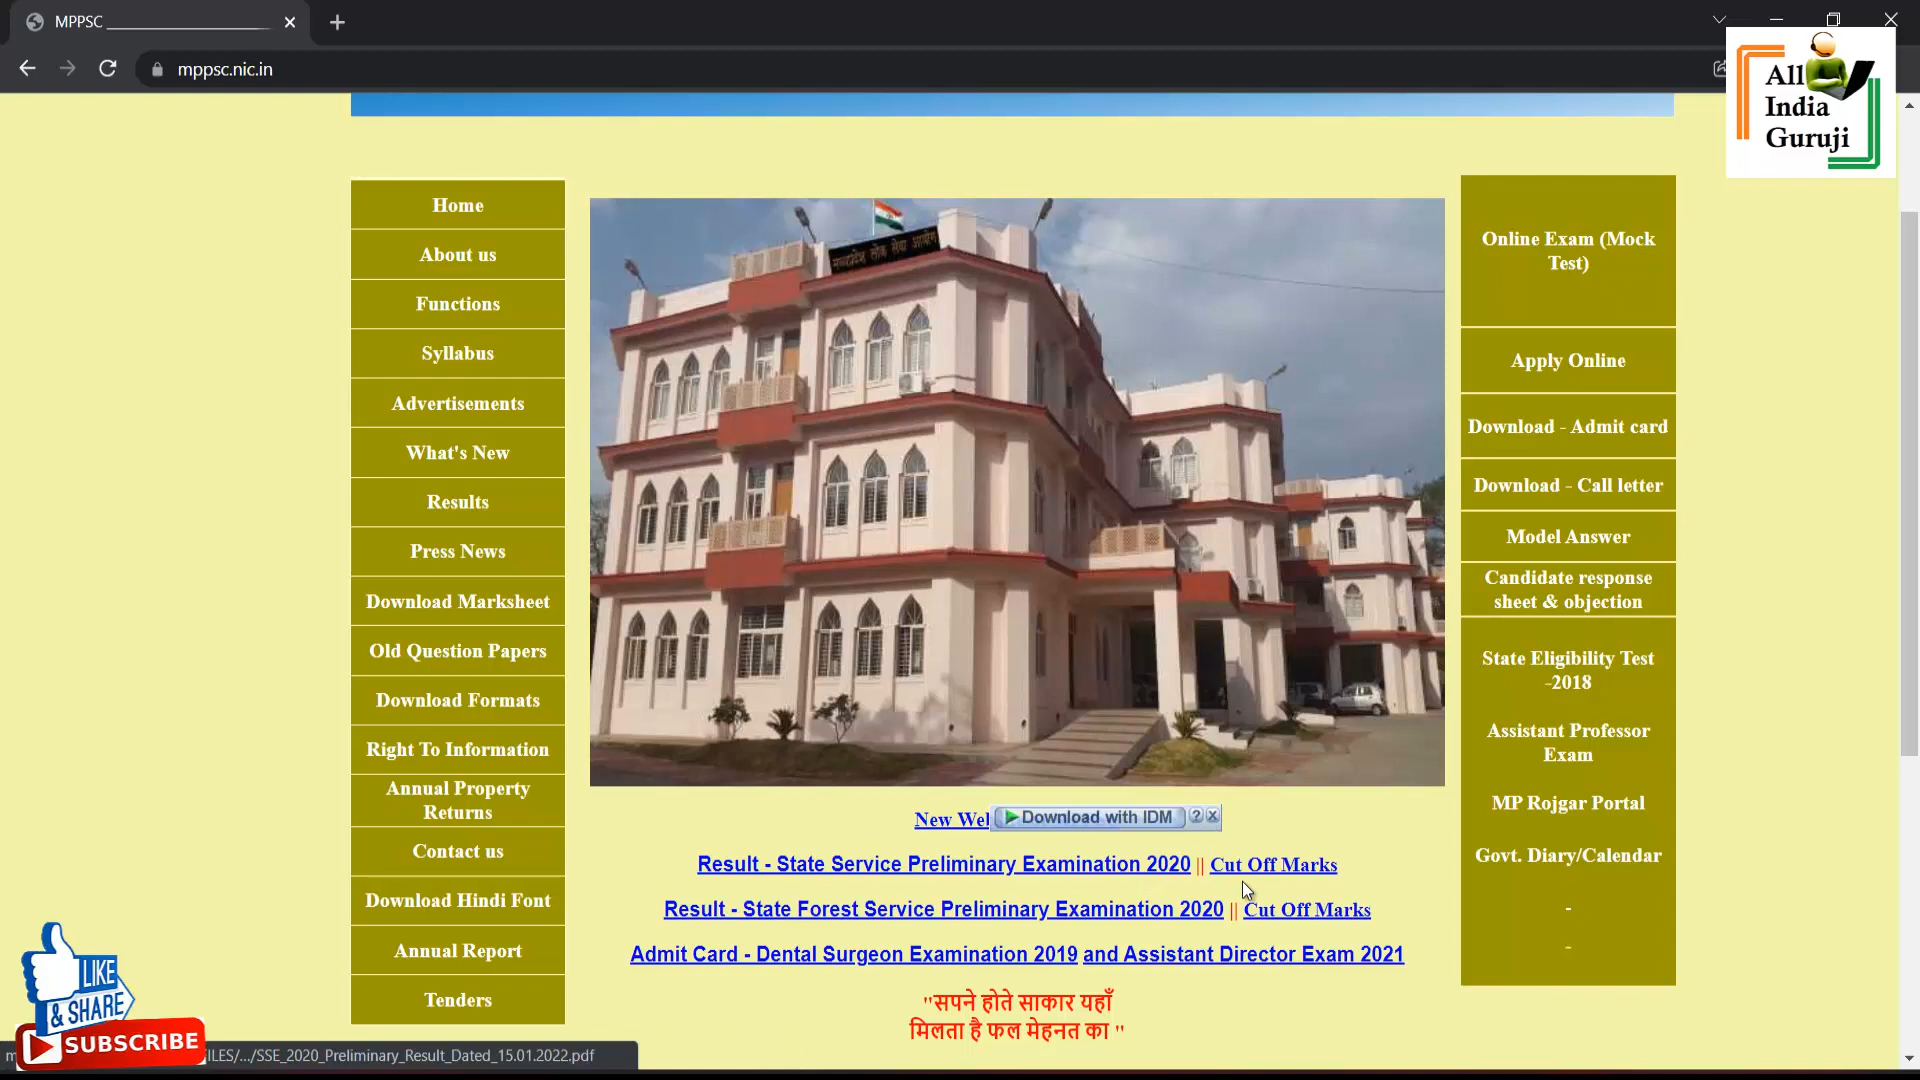 MPPSC ____________________
mppsc.nic.in
All
India
Guruji
Home
About us
Functions
Syllabus
Advertisements
What's New
Results
Press News
Download Marksheet
Old Question Papers
Download Formats
Right To Information
Annual Property
Returns
Contact us
Download Hindi Font
Annual Report
Tenders
मध्यप्रदेश लोक सेवा आयोग
New Wel
Download with IDM ? X
Result - State Service Preliminary Examination 2020 || Cut Off Marks
Result - State Forest Service Preliminary Examination 2020 || Cut Off Marks
Admit Card - Dental Surgeon Examination 2019 and Assistant Director Exam 2021
"सपने होते साकार यहाँ
मिलता है फल मेहनत का "
Online Exam (Mock
Test)
Apply Online
Download - Admit card
Download - Call letter
Model Answer
Candidate response
sheet & objection
State Eligibility Test
-2018
Assistant Professor
Exam
MP Rojgar Portal
Govt. Diary/Calendar
-
-
LIKE
& SHARE
SUBSCRIBE
ILES/.../SSE_2020_Preliminary_Result_Dated_15.01.2022.pdf